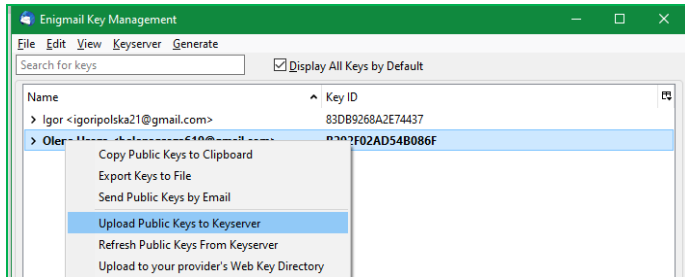 Enigmail Key Management
File Edit View Keyserver Generate
Search for keys Display All Keys by Default
Name Key ID
Igor <igoripolska21@gmail.com> 83DB9268A2E74437
F02AD54B086F
Copy Public Keys to Clipboard
Export Keys to File
Send Public Keys by Email
Upload Public Keys to Keyserver
Refresh Public Keys From Keyserver
Upload to your provider's Web Key Directory